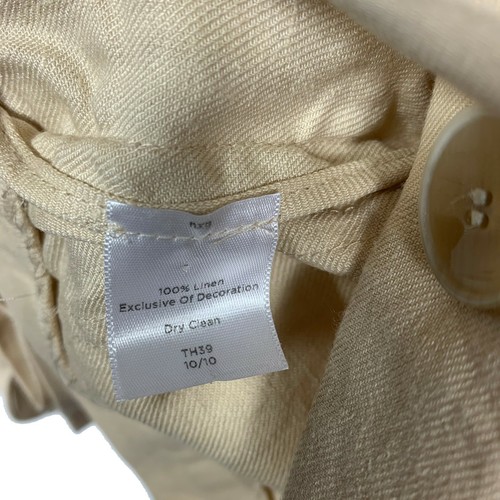 100% Linen
Exclusive Of Decoration
Dry Clean
TH39
10/10